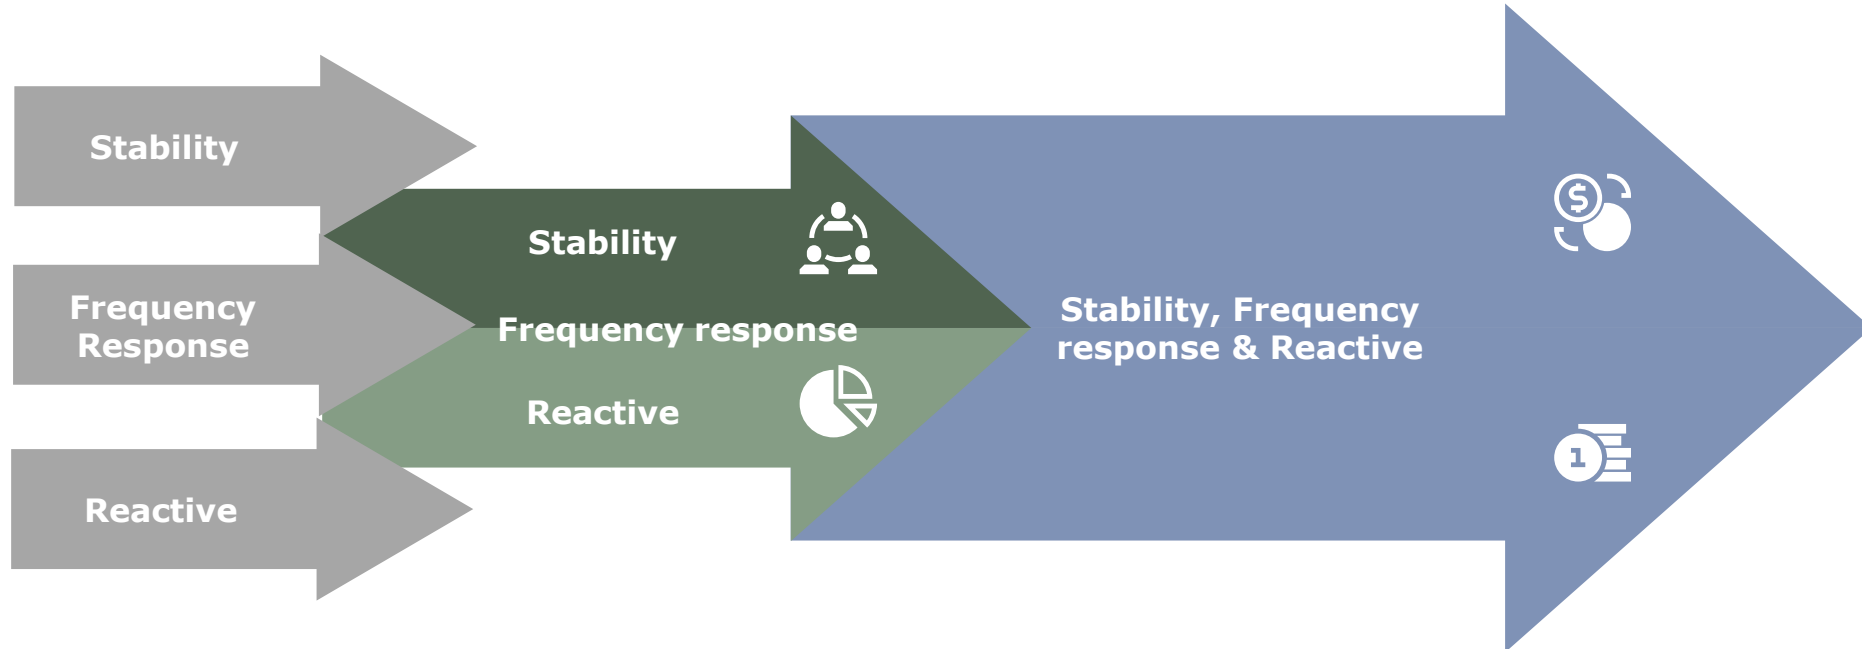 Stability
Frequency
Response
Reactive
Stability
Frequency response
Reactive
Stability, Frequency
response & Reactive
$
1